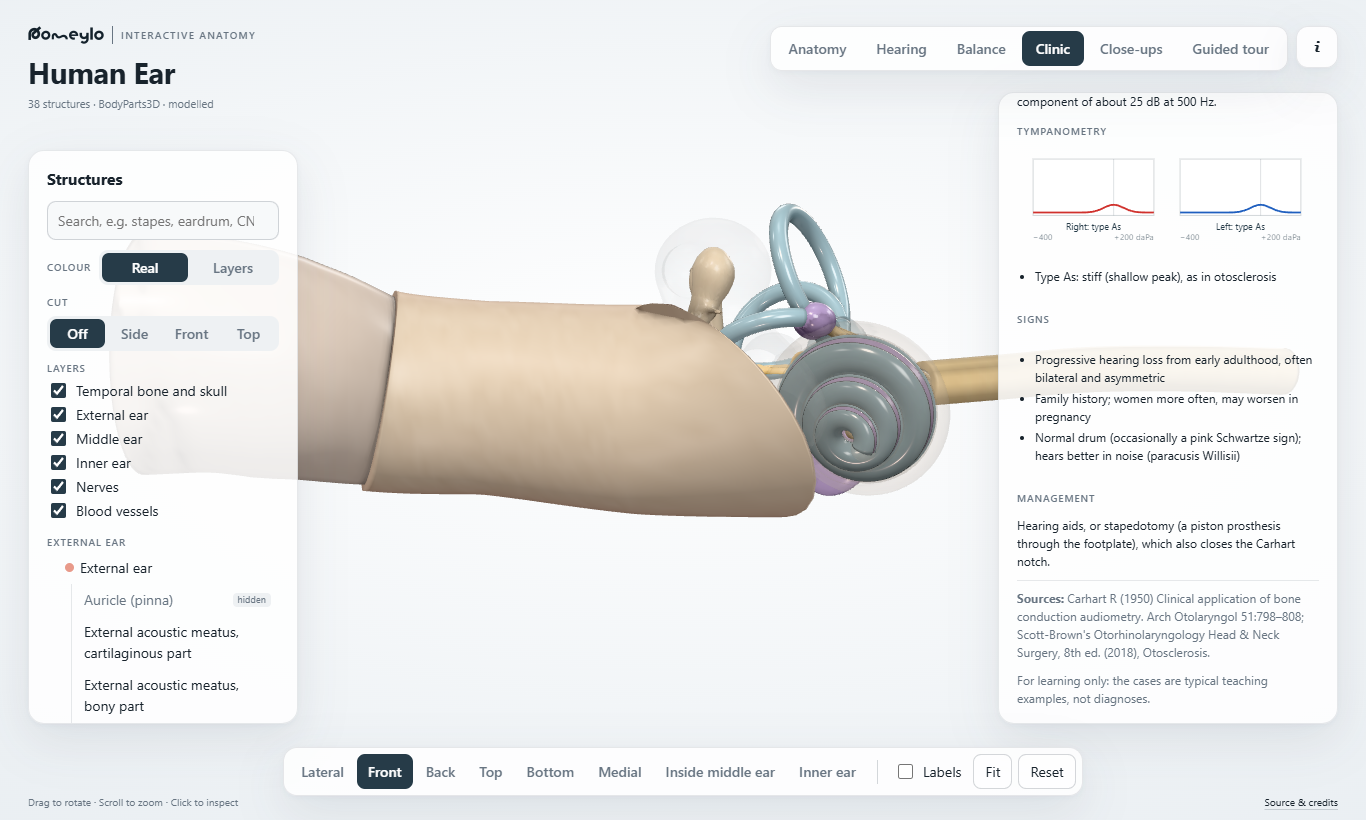 Pomeylo
INTERACTIVE ANATOMY
Human Ear
38 structures · BodyParts3D · modelled
Anatomy
Hearing
Balance
Clinic
Close-ups
Guided tour
i
Structures
Search, e.g. stapes, eardrum, CN
COLOUR
Real
Layers
CUT
Off
Side
Front
Top
LAYERS
Temporal bone and skull
External ear
Middle ear
Inner ear
Nerves
Blood vessels
EXTERNAL EAR
External ear
Auricle (pinna)
hidden
External acoustic meatus,
cartilaginous part
External acoustic meatus,
bony part
component of about 25 dB at 500 Hz.
TYMPANOMETRY
Right: type As
−400
+200 daPa
Left: type As
−400
+200 daPa
• Type As: stiff (shallow peak), as in otosclerosis
SIGNS
• Progressive hearing loss from early adulthood, often
bilateral and asymmetric
• Family history; women more often, may worsen in
pregnancy
• Normal drum (occasionally a pink Schwartze sign);
hears better in noise (paracusis Willisii)
MANAGEMENT
Hearing aids, or stapedotomy (a piston prosthesis
through the footplate), which also closes the Carhart
notch.
Sources: Carhart R (1950) Clinical application of bone
conduction audiometry. Arch Otolaryngol 51:798–808;
Scott-Brown's Otorhinolaryngology Head & Neck
Surgery, 8th ed. (2018), Otosclerosis.
For learning only: the cases are typical teaching
examples, not diagnoses.
Lateral
Front
Back
Top
Bottom
Medial
Inside middle ear
Inner ear
Labels
Fit
Reset
Drag to rotate · Scroll to zoom · Click to inspect
Source & credits